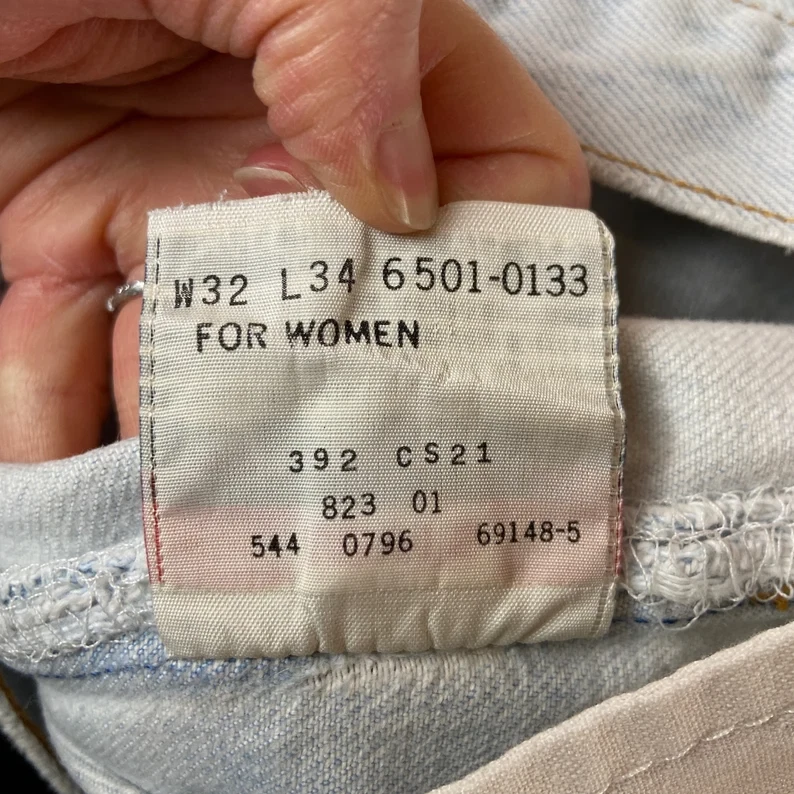 W32 L34 6501-0133
FOR WOMEN
392 CS21
823 01
544 0796 69148-5